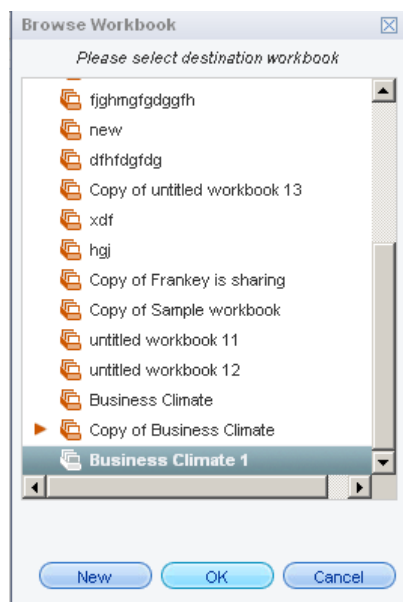 Browse Workbook
Please select destination workbook
fjghmgfgdggfh
new
dfhfdgfdg
Copy of untitled workbook 13
xdf
hgj
Copy of Frankey is sharing
Copy of Sample workbook
untitled workbook 11
untitled workbook 12
Business Climate
Copy of Business Climate
Business Climate 1
New OK Cancel